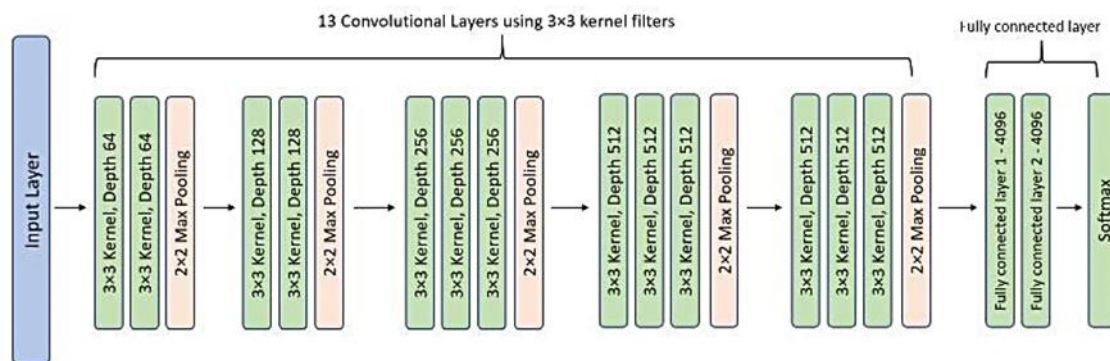 13 Convolutional Layers using 3×3 kernel filters
Fully connected layer
Input Layer
3×3 Kernel, Depth 64
3×3 Kernel, Depth 64
2×2 Max Pooling
3×3 Kernel, Depth 128
3×3 Kernel, Depth 128
2×2 Max Pooling
3×3 Kernel, Depth 256
3×3 Kernel, Depth 256
3×3 Kernel, Depth 256
2×2 Max Pooling
3×3 Kernel, Depth 512
3×3 Kernel, Depth 512
3×3 Kernel, Depth 512
2×2 Max Pooling
3×3 Kernel, Depth 512
3×3 Kernel, Depth 512
3×3 Kernel, Depth 512
2×2 Max Pooling
Fully connected layer 1 - 4096
Fully connected layer 2 - 4096
Softmax